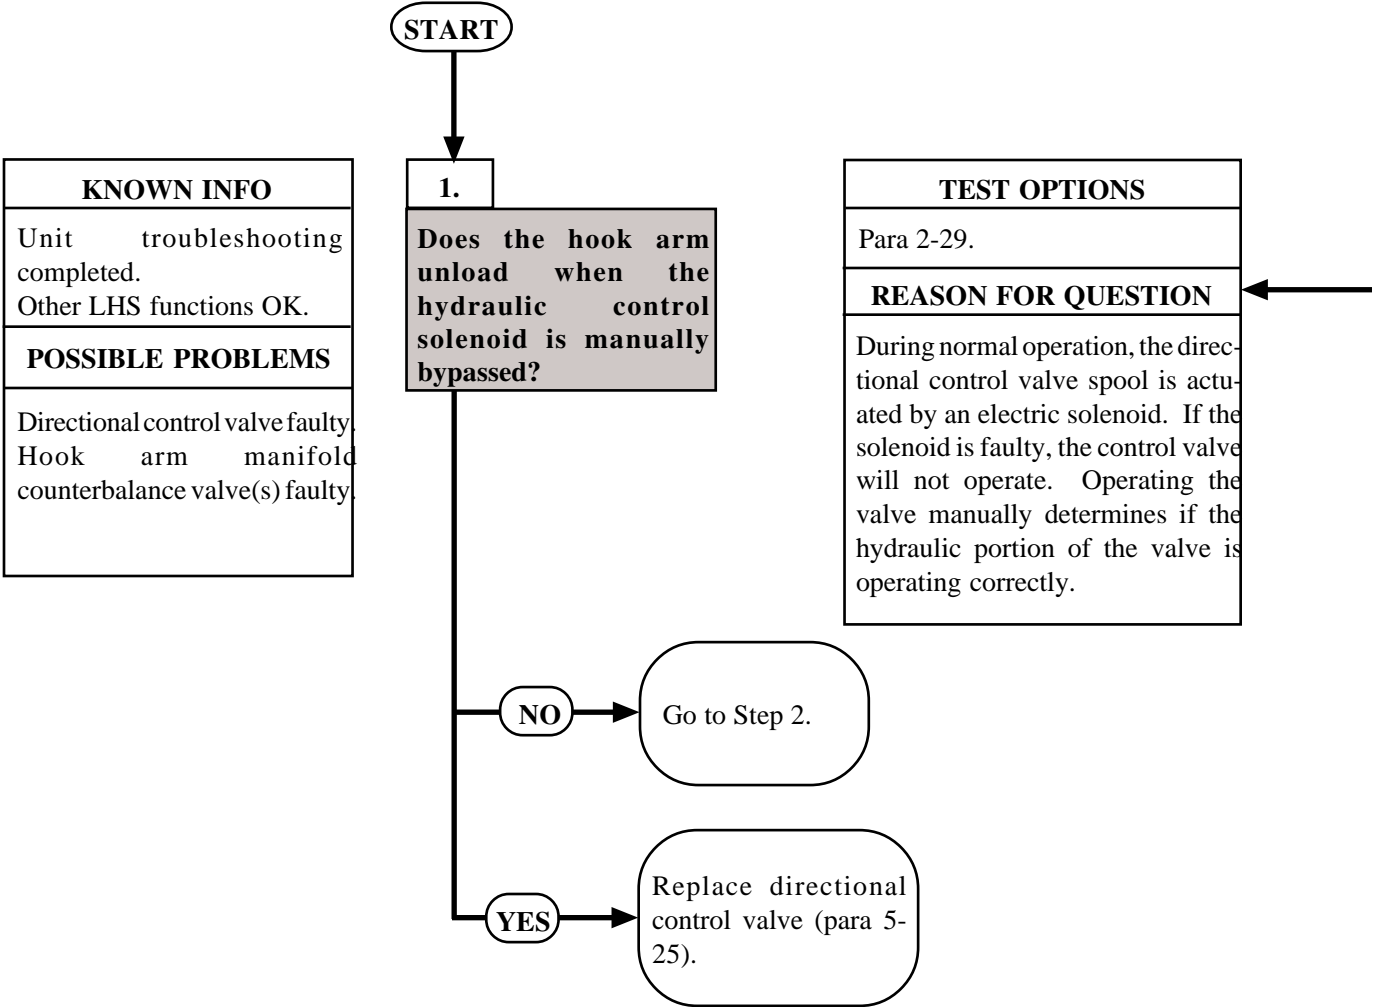 START
KNOWN INFO
Unit troubleshooting
completed.
Other LHS functions OK.
POSSIBLE PROBLEMS
Directional control valve faulty.
Hook arm manifold
counterbalance valve(s) faulty.
1.
Does the hook arm
unload when the
hydraulic control
solenoid is manually
bypassed?
TEST OPTIONS
Para 2-29.
REASON FOR QUESTION
During normal operation, the direc-
tional control valve spool is actu-
ated by an electric solenoid. If the
solenoid is faulty, the control valve
will not operate. Operating the
valve manually determines if the
hydraulic portion of the valve is
operating correctly.
NO
Go to Step 2.
YES
Replace directional
control valve (para 5-
25).